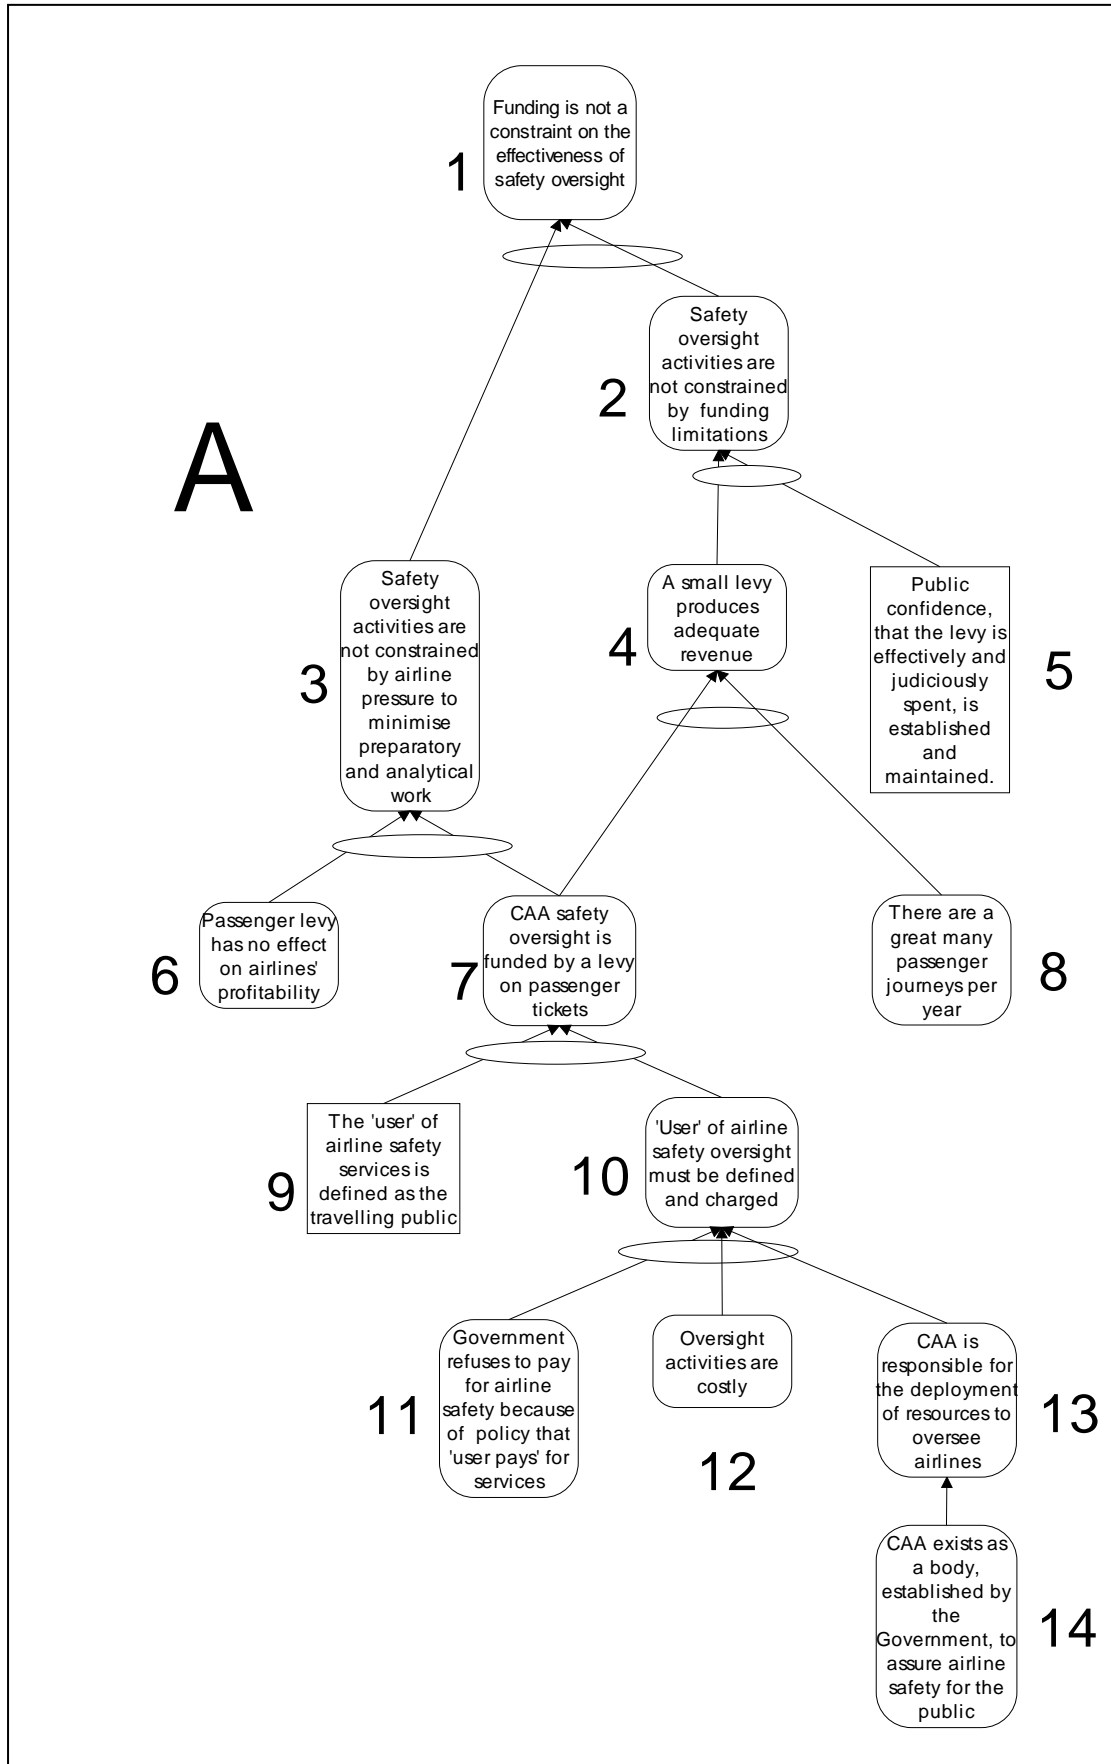 Funding is not a
constraint on the
effectiveness of
safety oversight
1
Safety
oversight
activities are
not constrained
by funding
limitations
2
A
Safety
oversight
activities are
not constrained
by airline
pressure to
minimise
preparatory
and analytical
work
3
A small levy
produces
adequate
revenue
4
Public
confidence,
that the levy is
effectively and
judiciously
spent, is
established
and
maintained.
5
Passenger levy
has no effect
on airlines'
profitability
6
CAA safety
oversight is
funded by a levy
on passenger
tickets
7
There are a
great many
passenger
journeys per
year
8
The 'user' of
airline safety
services is
defined as the
travelling public
9
'User' of airline
safety oversight
must be defined
and charged
10
Government
refuses to pay
for airline
safety because
of policy that
'user pays' for
services
11
Oversight
activities are
costly
12
CAA is
responsible for
the deployment
of resources to
oversee
airlines
13
CAA exists as
a body,
established by
the
Government, to
assure airline
safety for the
public
14